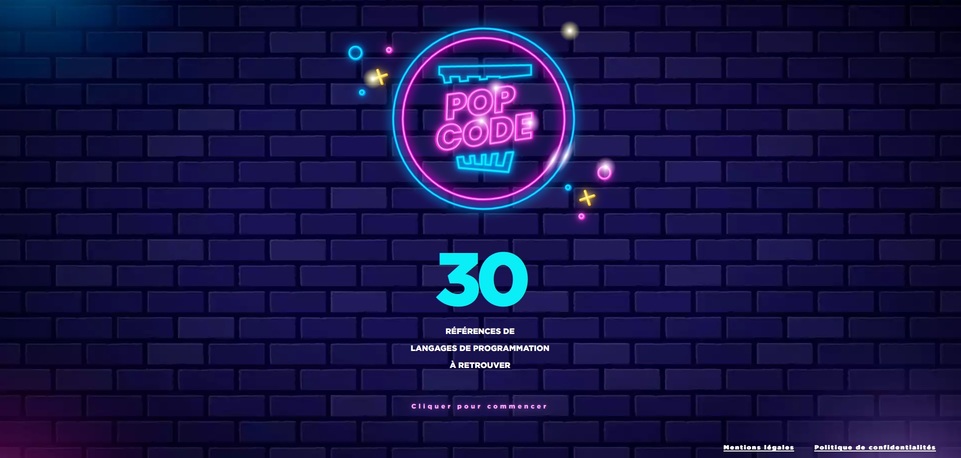 POP
CODE
30
RÉFÉRENCES DE
LANGAGES DE PROGRAMMATION
À RETROUVER
Cliquer pour commencer
Mentions légales
Politique de confidentialités